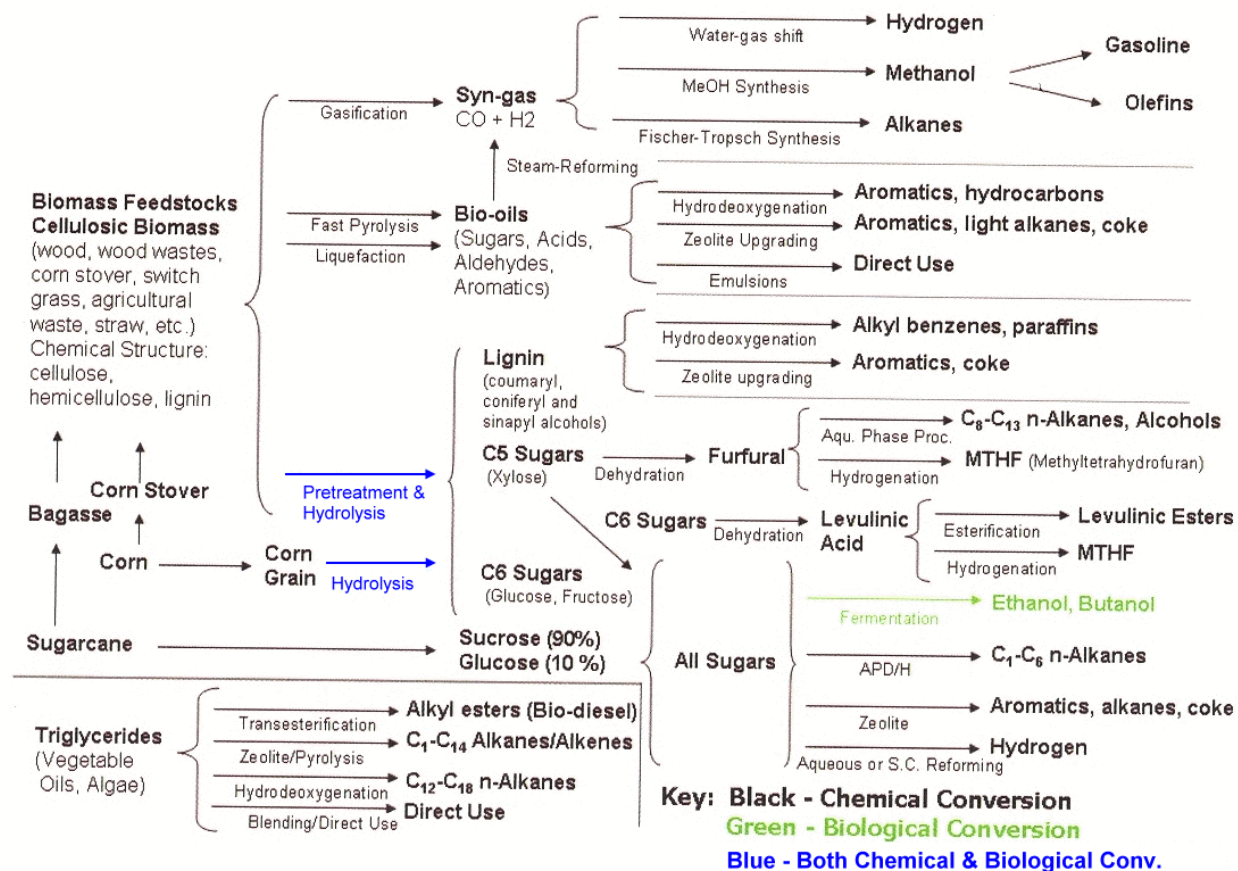 Hydrogen
Water-gas shift
Gasoline
Methanol
MeOH Synthesis
Olefins
Syn-gas
CO + H2
Gasification
Alkanes
Fischer-Tropsch Synthesis
Steam-Reforming
Biomass Feedstocks
Cellulosic Biomass
(wood, wood wastes,
corn stover, switch
grass, agricultural
waste, straw, etc.)
Chemical Structure:
cellulose,
hemicellulose, lignin
Fast Pyrolysis
Liquefaction
Bio-oils
(Sugars, Acids,
Aldehydes,
Aromatics)
Aromatics, hydrocarbons
Hydrodeoxygenation
Aromatics, light alkanes, coke
Zeolite Upgrading
Direct Use
Emulsions
Lignin
(coumaryl,
coniferyl and
sinapyl alcohols)
Alkyl benzenes, paraffins
Hydrodeoxygenation
Aromatics, coke
Zeolite upgrading
C5 Sugars
(Xylose)
Dehydration
Furfural
C₈-C₁₃ n-Alkanes, Alcohols
Aqu. Phase Proc.
MTHF (Methyltetrahydrofuran)
Hydrogenation
Pretreatment &
Hydrolysis
Corn Stover
Bagasse
Corn
Corn
Grain
Hydrolysis
C6 Sugars
Dehydration
Levulinic
Acid
Levulinic Esters
Esterification
MTHF
Hydrogenation
C6 Sugars
(Glucose, Fructose)
Sugarcane
Sucrose (90%)
Glucose (10 %)
All Sugars
Ethanol, Butanol
Fermentation
C₁-C₆ n-Alkanes
APD/H
Aromatics, alkanes, coke
Zeolite
Hydrogen
Aqueous or S.C. Reforming
Triglycerides
(Vegetable
Oils, Algae)
Alkyl esters (Bio-diesel)
Transesterification
C₁-C₁₄ Alkanes/Alkenes
Zeolite/Pyrolysis
C₁₂-C₁₈ n-Alkanes
Hydrodeoxygenation
Direct Use
Blending/Direct Use
Key: Black - Chemical Conversion
Green - Biological Conversion
Blue - Both Chemical & Biological Conv.